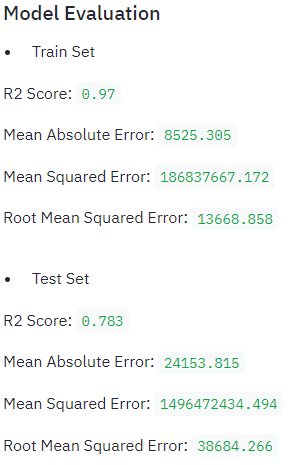 Model Evaluation
• Train Set
R2 Score: 0.97
Mean Absolute Error: 8525.305
Mean Squared Error: 186837667.172
Root Mean Squared Error: 13668.858
• Test Set
R2 Score: 0.783
Mean Absolute Error: 24153.815
Mean Squared Error: 1496472434.494
Root Mean Squared Error: 38684.266